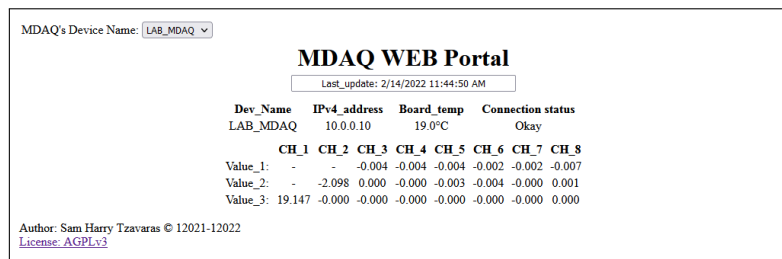 MDAQ's Device Name: LAB_MDAQ
MDAQ WEB Portal
Last_update: 2/14/2022 11:44:50 AM
Dev_Name IPv4_address Board_temp Connection status
LAB_MDAQ 10.0.0.10 19.0°C Okay
CH_1 CH_2 CH_3 CH_4 CH_5 CH_6 CH_7 CH_8
Value_1: - - -0.004 -0.004 -0.004 -0.002 -0.002 -0.007
Value_2: - -2.098 0.000 -0.000 -0.003 -0.004 -0.000 0.001
Value_3: 19.147 -0.000 -0.000 -0.000 -0.000 -0.000 -0.000 0.000
Author: Sam Harry Tzavaras © 12021-12022
License: AGPLv3